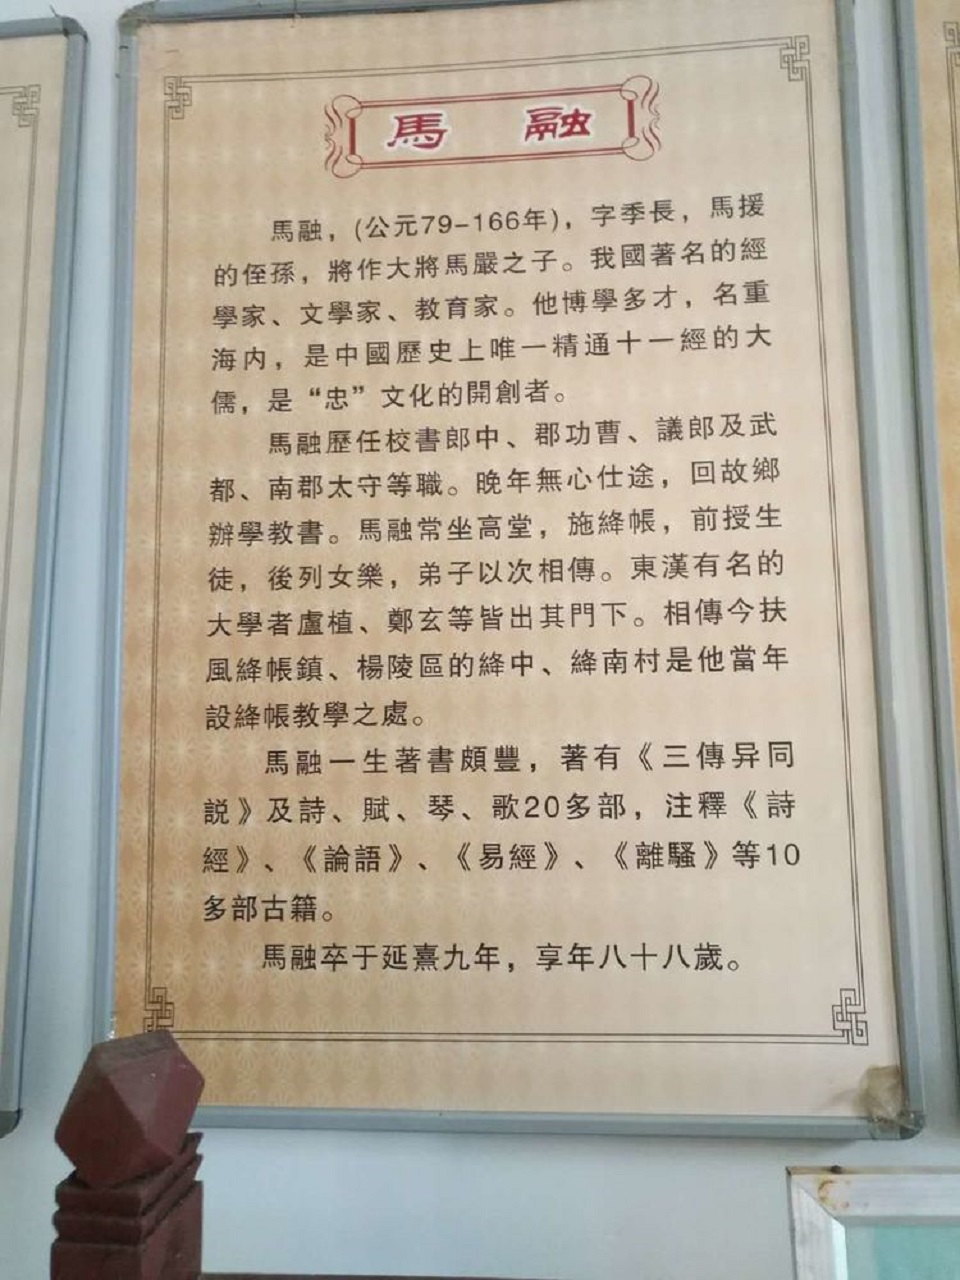 馬 融
馬融，(公元79-166年)，字季長，馬援
的侄孫，將作大將馬嚴之子。我國著名的經
學家、文學家、教育家。他博學多才，名重
海内，是中國歷史上唯一精通十一經的大
儒，是“忠”文化的開創者。
馬融歷任校書郎中、郡功曹、議郎及武
都、南郡太守等職。晚年無心仕途，回故鄉
辦學教書。馬融常坐高堂，施絳帳，前授生
徒，後列女樂，弟子以次相傳。東漢有名的
大學者盧植、鄭玄等皆出其門下。相傳今扶
風絳帳鎮、楊陵區的絳中、絳南村是他當年
設絳帳教學之處。
馬融一生著書頗豐，著有《三傳异同
説》及詩、賦、琴、歌20多部，注釋《詩
經》、《論語》、《易經》、《離騷》等10
多部古籍。
馬融卒于延熹九年，享年八十八歲。